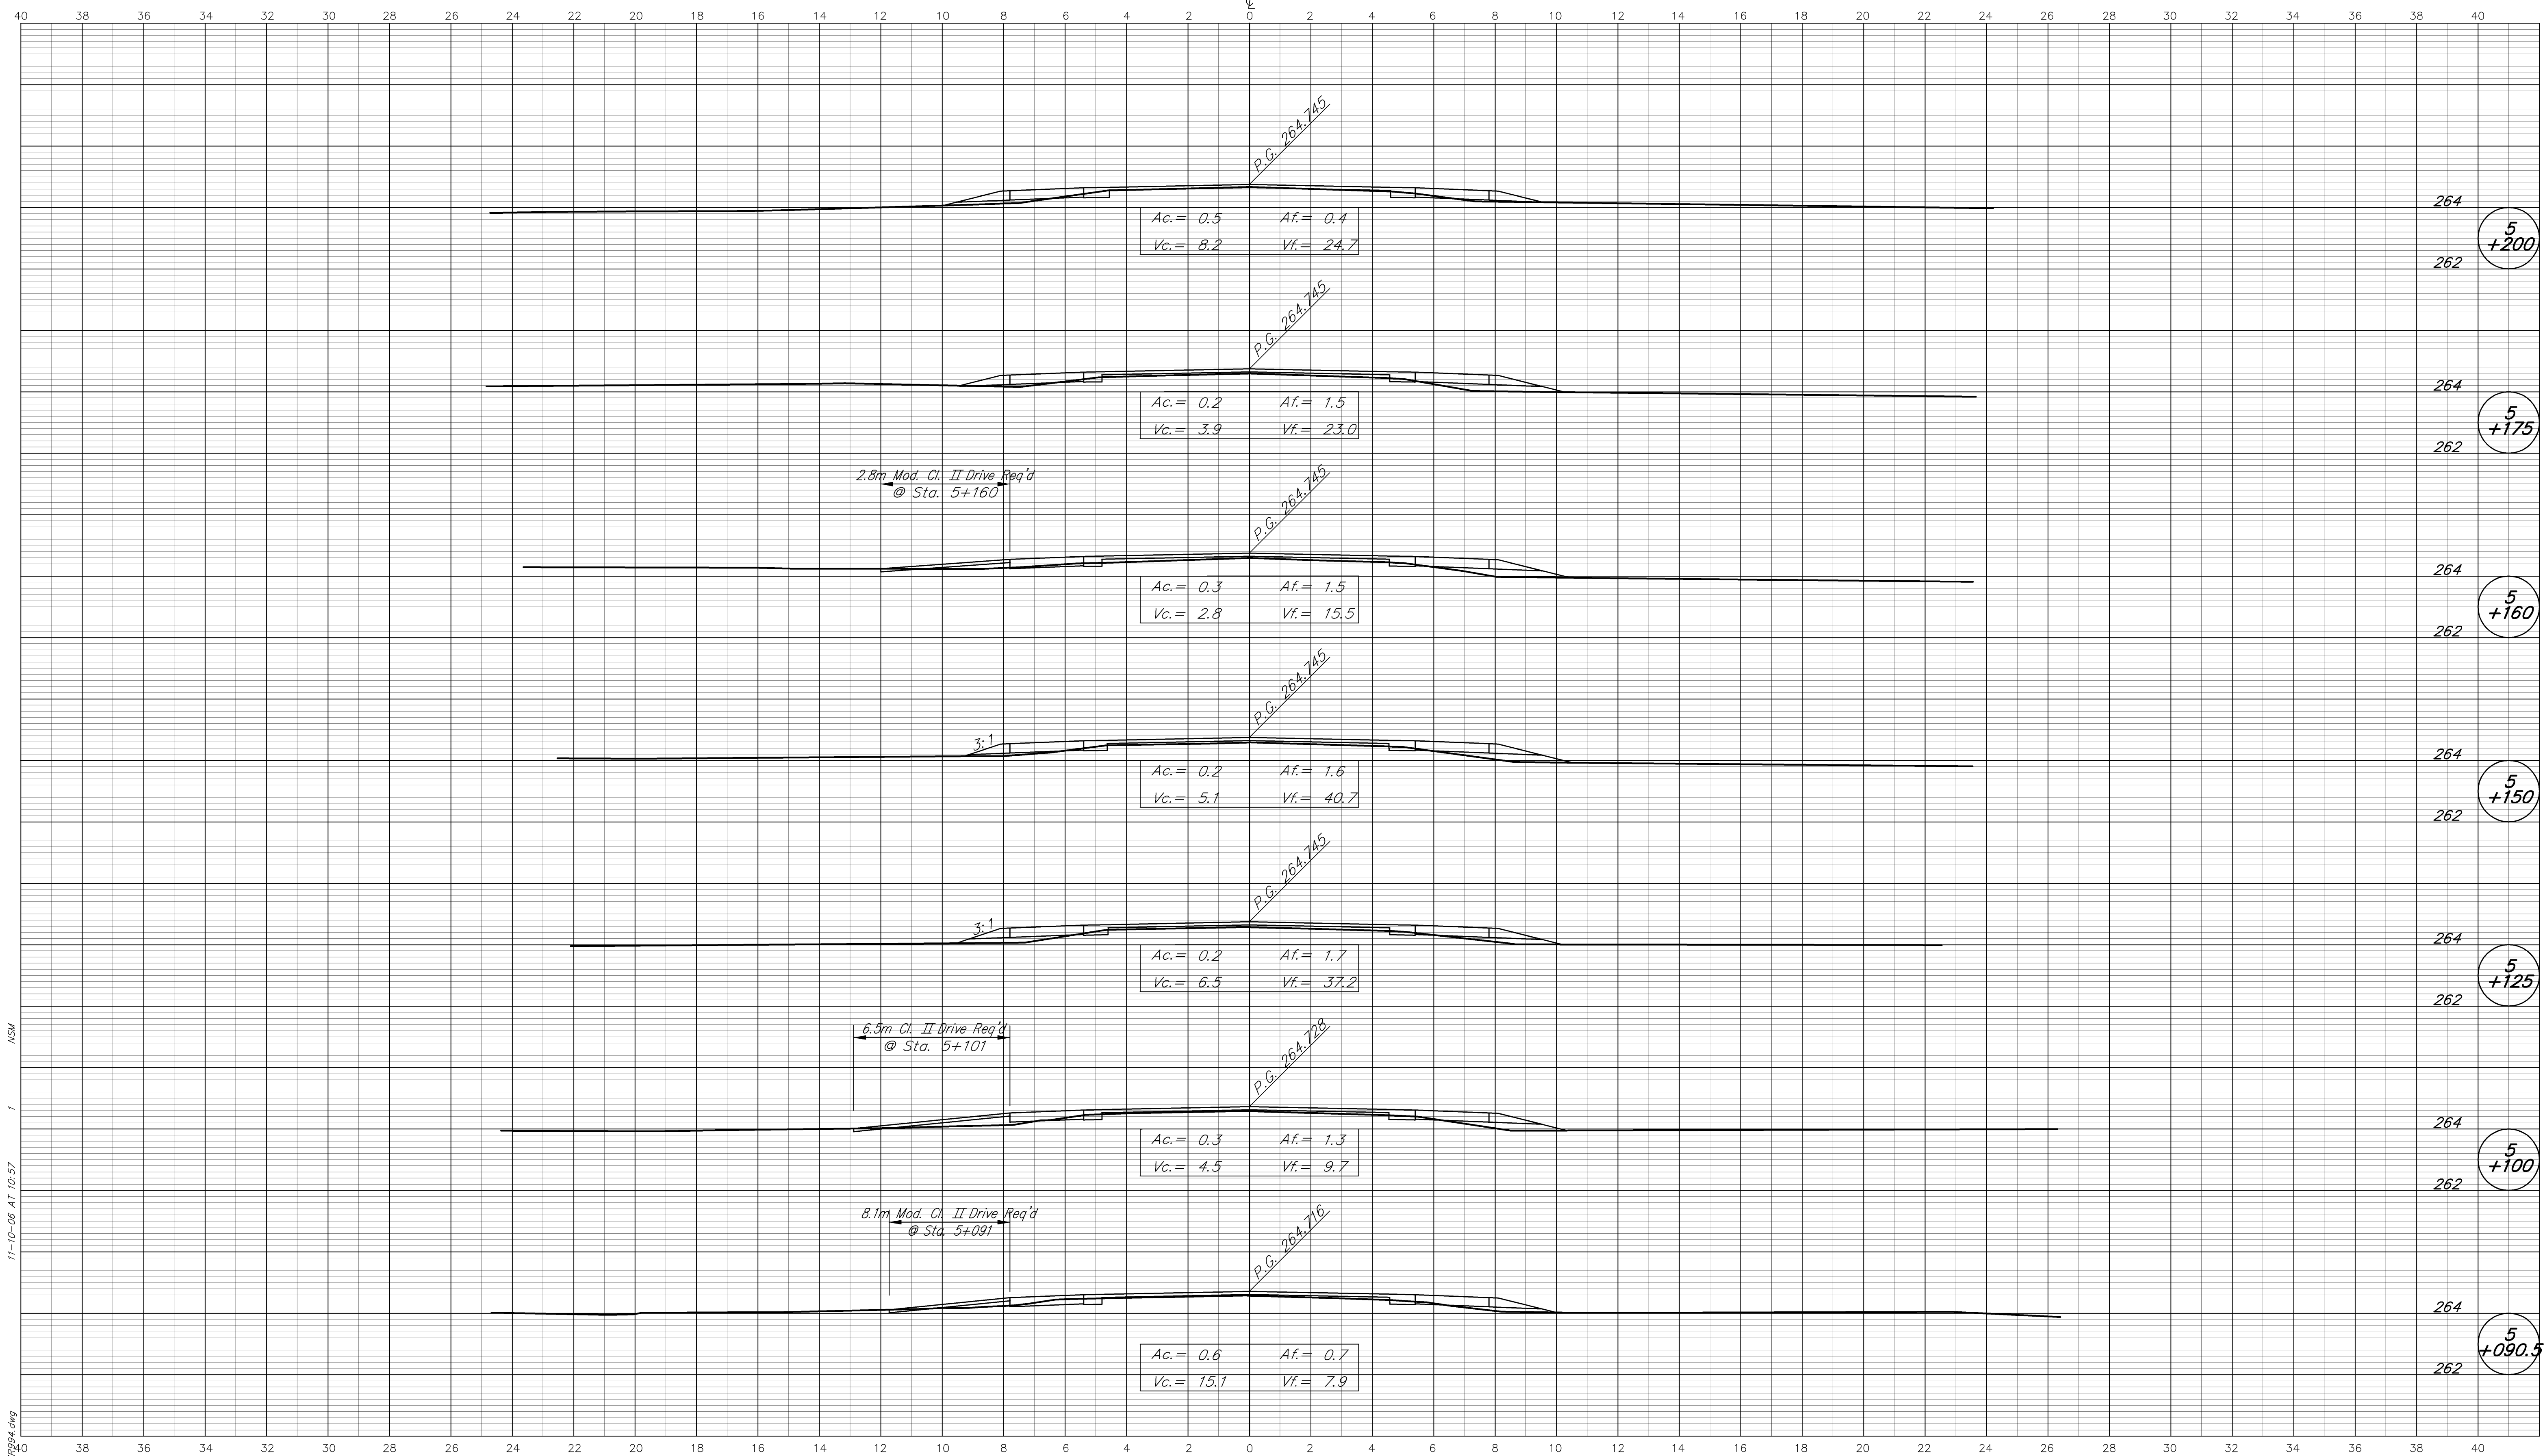 ℄
40 38 36 34 32 30 28 26 24 22 20 18 16 14 12 10 8 6 4 2 0 2 4 6 8 10 12 14 16 18 20 22 24 26 28 30 32 34 36 38 40
P.G. 264.745
264
5
+200
Ac.= 0.5 Af.= 0.4
Vc.= 8.2 Vf.= 24.7
262
P.G. 264.745
264
5
+175
Ac.= 0.2 Af.= 1.5
Vc.= 3.9 Vf.= 23.0
262
2.8m Mod. Cl. II Drive Req'd
@ Sta. 5+160
P.G. 264.745
264
5
+160
Ac.= 0.3 Af.= 1.5
Vc.= 2.8 Vf.= 15.5
262
P.G. 264.745
3:1
264
5
+150
Ac.= 0.2 Af.= 1.6
Vc.= 5.1 Vf.= 40.7
262
P.G. 264.745
3:1
264
5
+125
Ac.= 0.2 Af.= 1.7
Vc.= 6.5 Vf.= 37.2
262
6.5m Cl. II Drive Req'd
@ Sta. 5+101
P.G. 264.728
264
5
+100
Ac.= 0.3 Af.= 1.3
Vc.= 4.5 Vf.= 9.7
262
8.1m Mod. Cl. II Drive Req'd
@ Sta. 5+091
P.G. 264.716
264
5
+090.5
Ac.= 0.6 Af.= 0.7
Vc.= 15.1 Vf.= 7.9
262
40 38 36 34 32 30 28 26 24 22 20 18 16 14 12 10 8 6 4 2 0 2 4 6 8 10 12 14 16 18 20 22 24 26 28 30 32 34 36 38 40
11-10-06 AT 10:57 1 NSM